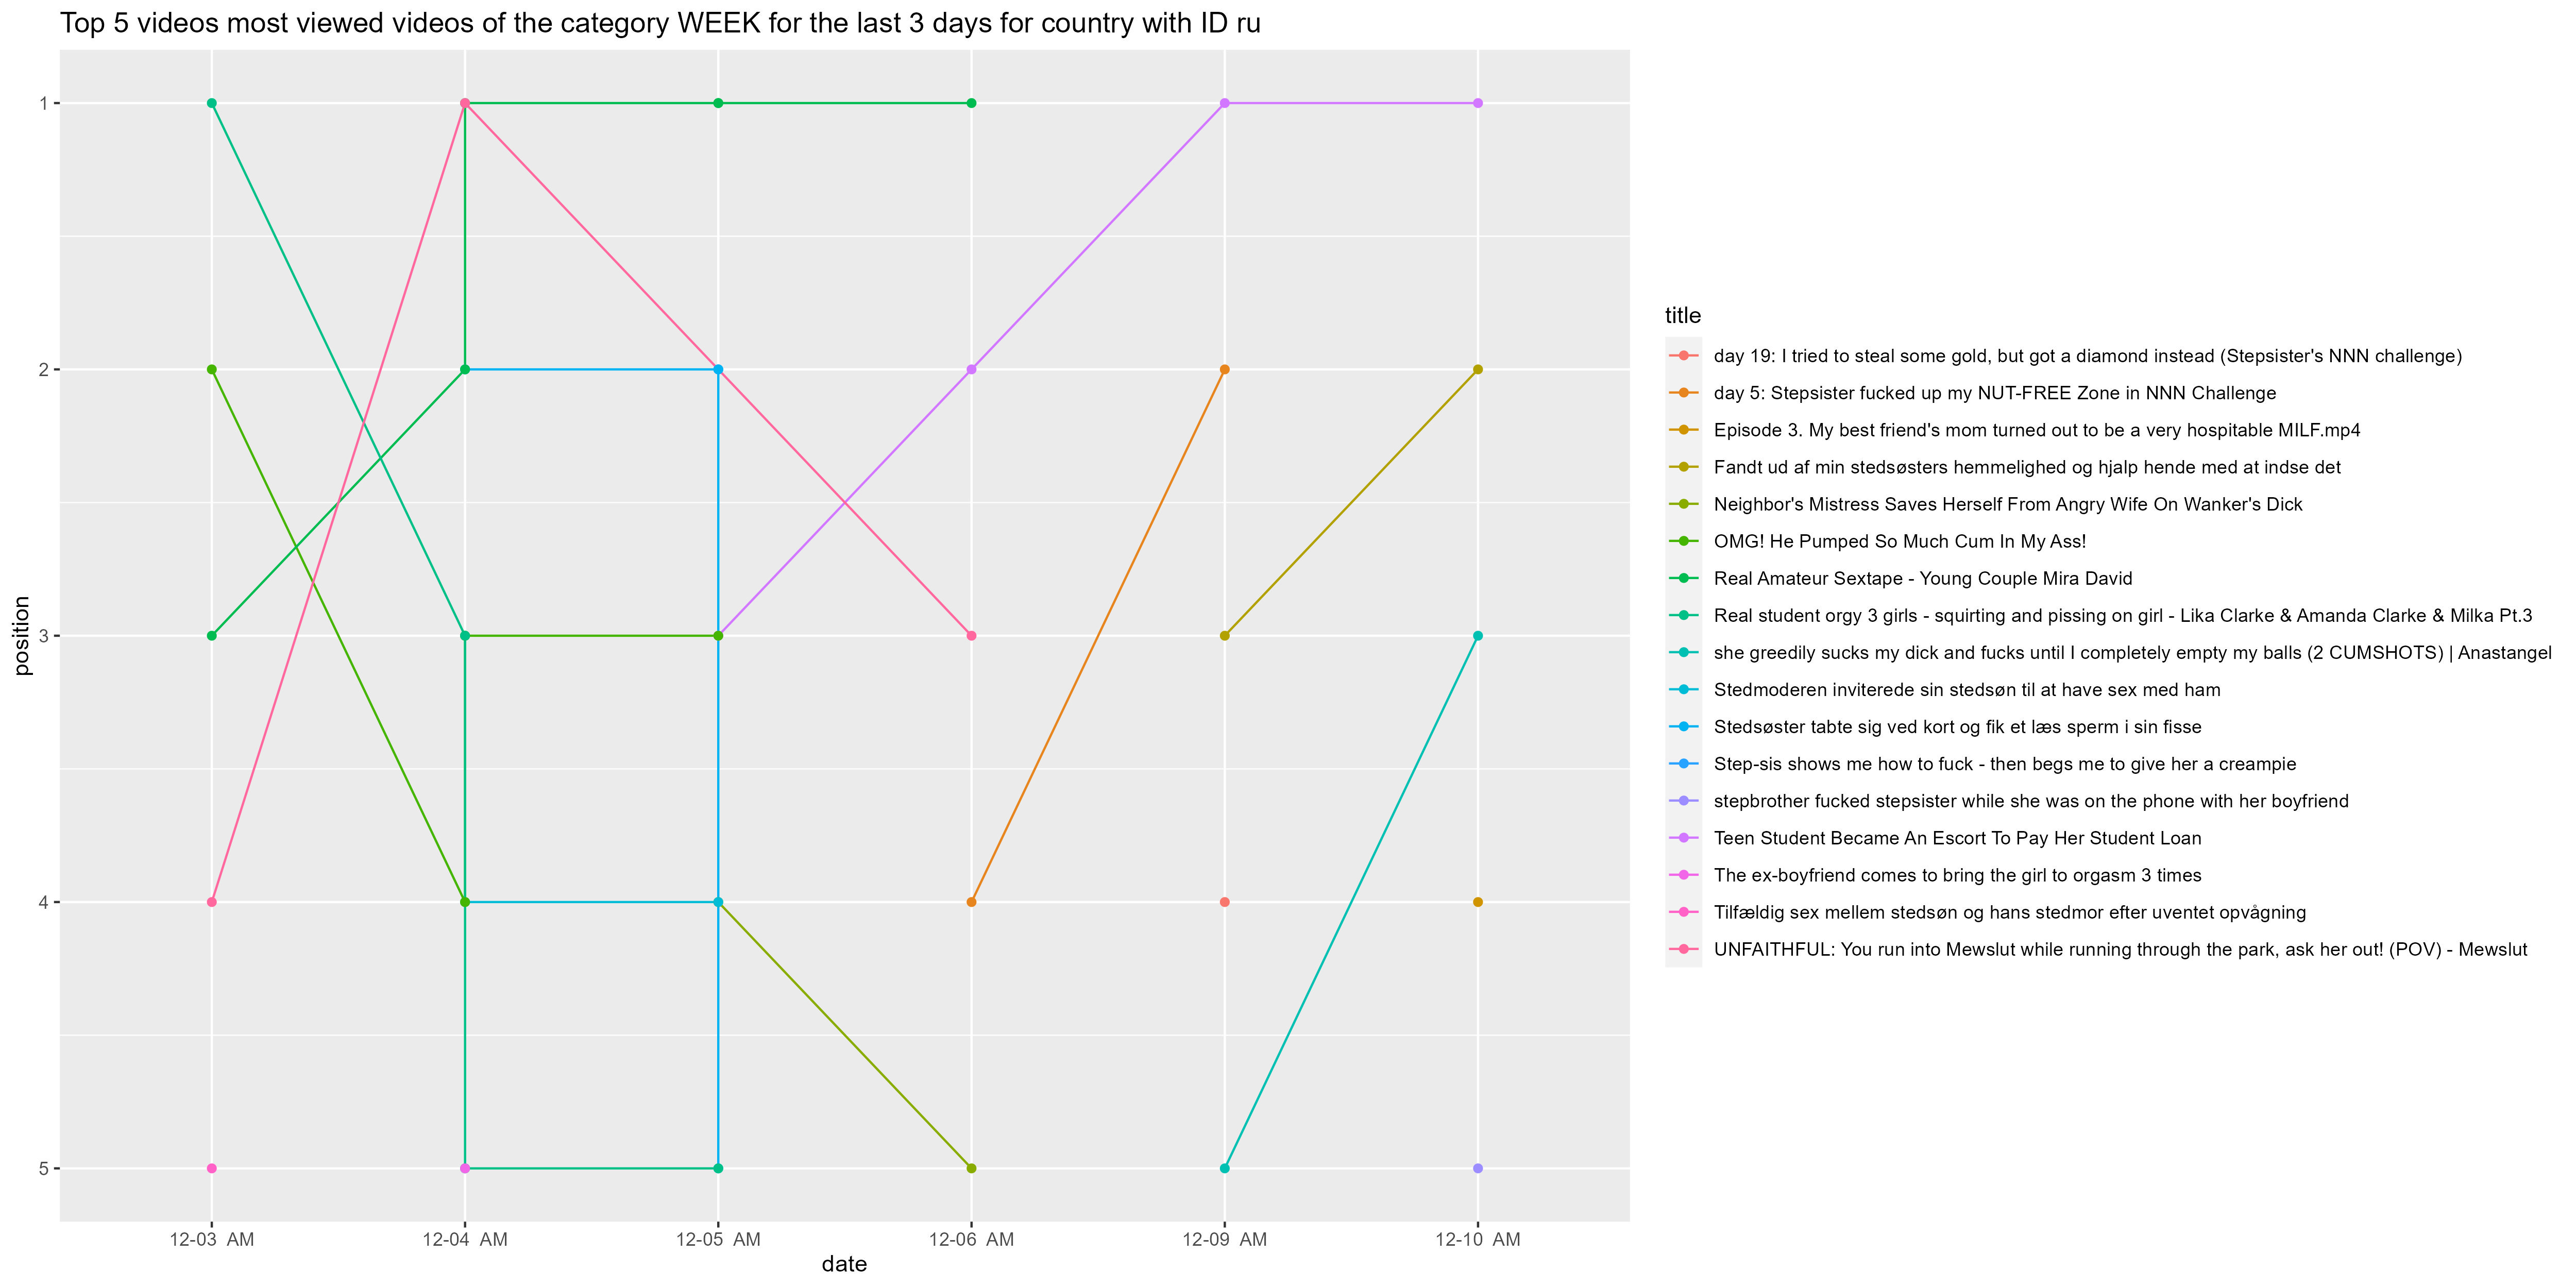 Top 5 videos most viewed videos of the category WEEK for the last 3 days for country with ID ru
position
1
2
3
4
5
12-03 AM
12-04 AM
12-05 AM
12-06 AM
12-09 AM
12-10 AM
date
title
day 19: I tried to steal some gold, but got a diamond instead (Stepsister's NNN challenge)
day 5: Stepsister fucked up my NUT-FREE Zone in NNN Challenge
Episode 3. My best friend's mom turned out to be a very hospitable MILF.mp4
Fandt ud af min stedsøsters hemmelighed og hjalp hende med at indse det
Neighbor's Mistress Saves Herself From Angry Wife On Wanker's Dick
OMG! He Pumped So Much Cum In My Ass!
Real Amateur Sextape - Young Couple Mira David
Real student orgy 3 girls - squirting and pissing on girl - Lika Clarke & Amanda Clarke & Milka Pt.3
she greedily sucks my dick and fucks until I completely empty my balls (2 CUMSHOTS) | Anastangel
Stedmoderen inviterede sin stedsøn til at have sex med ham
Stedsøster tabte sig ved kort og fik et læs sperm i sin fisse
Step-sis shows me how to fuck - then begs me to give her a creampie
stepbrother fucked stepsister while she was on the phone with her boyfriend
Teen Student Became An Escort To Pay Her Student Loan
The ex-boyfriend comes to bring the girl to orgasm 3 times
Tilfældig sex mellem stedsøn og hans stedmor efter uventet opvågning
UNFAITHFUL: You run into Mewslut while running through the park, ask her out! (POV) - Mewslut